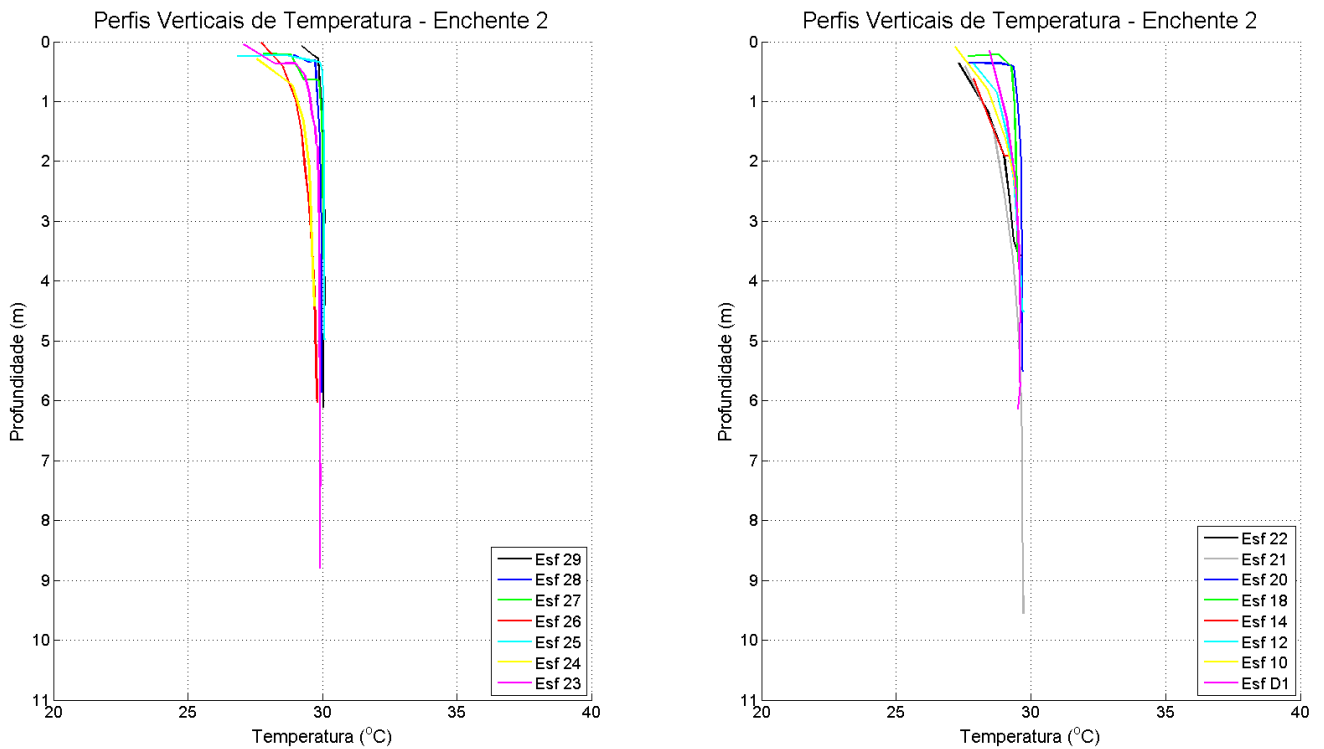 Perfis Verticais de Temperatura - Enchente 2
0
1
2
3
4
5
6
7
8
9
10
11
Profundidade (m)
20
25
30
35
40
Temperatura (°C)
Esf 29
Esf 28
Esf 27
Esf 26
Esf 25
Esf 24
Esf 23
Perfis Verticais de Temperatura - Enchente 2
0
1
2
3
4
5
6
7
8
9
10
11
Profundidade (m)
20
25
30
35
40
Temperatura (°C)
Esf 22
Esf 21
Esf 20
Esf 18
Esf 14
Esf 12
Esf 10
Esf D1